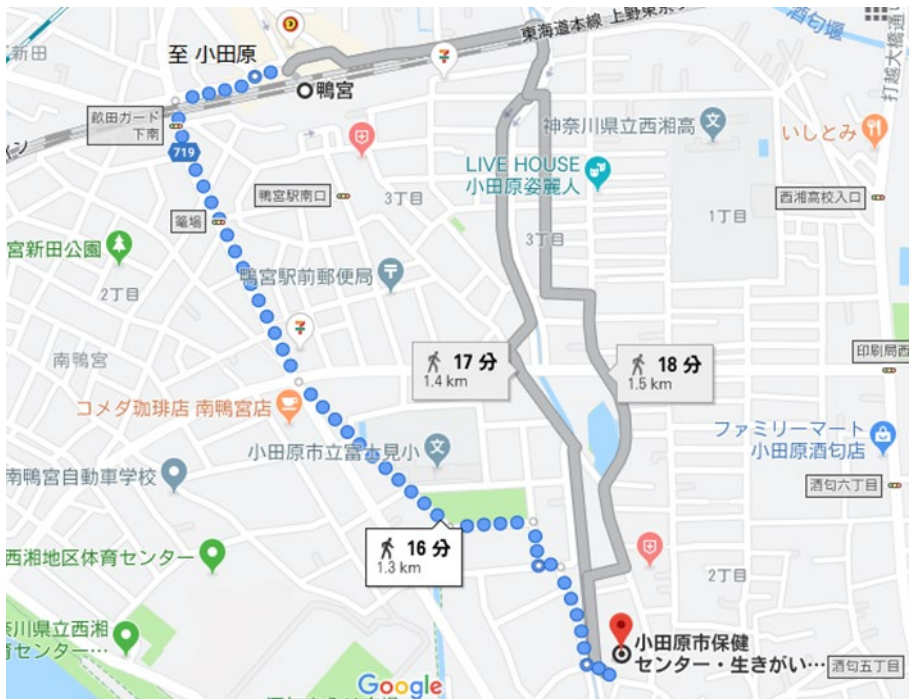 新田
至 小田原
東海道本線 上野東京
酒匂堰
打越大橋通り
鴨宮
畝田ガード
下南
イン
719
神奈川県立西湘高
いしとみ
LIVE HOUSE
小田原姿麗人
鴨宮駅南口
3丁目
西湘高校入口
篭場
1丁目
3丁目
宮新田公園
2丁目
鴨宮駅前郵便局
南鴨宮
17 分
1.4 km
18 分
1.5 km
印刷局西
コメダ珈琲店 南鴨宮店
ファミリーマート
小田原酒匂店
小田原市立富士見小
南鴨宮自動車学校
酒匂六丁目
16 分
1.3 km
西湘地区体育センター
2丁目
奈川県立西湘
育センター…
小田原市保健
センター・生きがい…
酒匂五丁目
Google